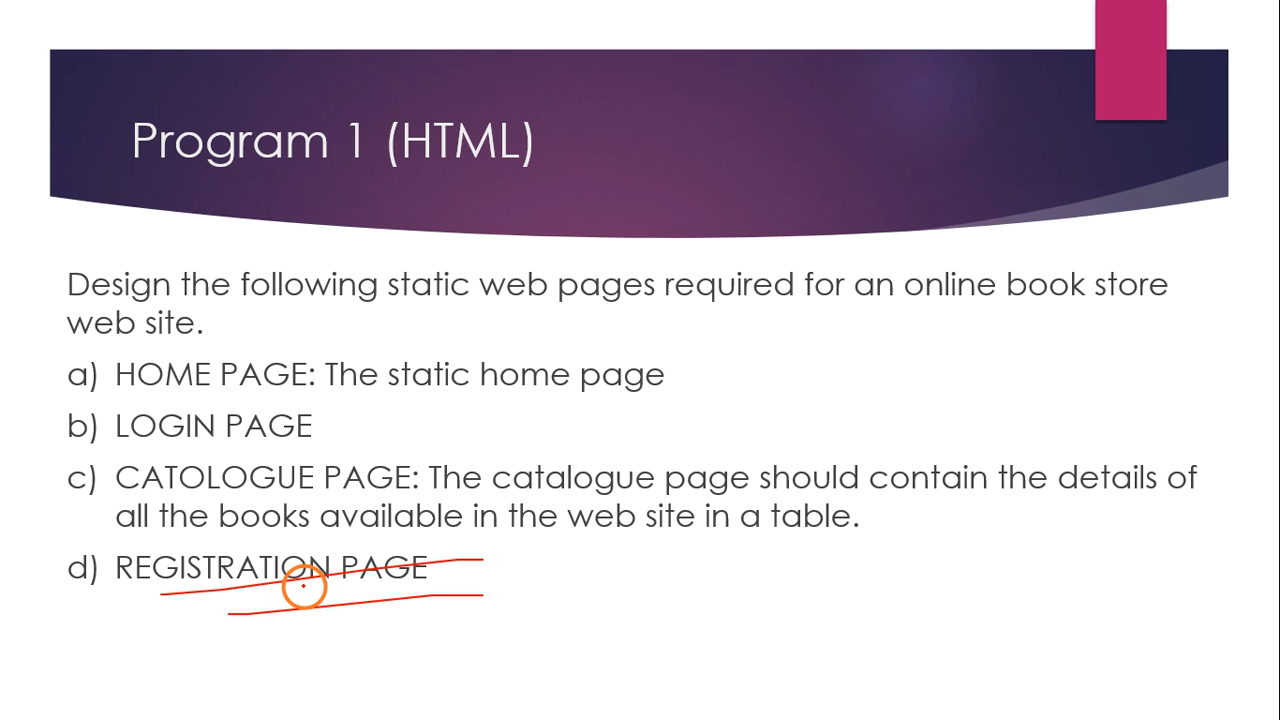 Program 1 (HTML)
Design the following static web pages required for an online book store
web site.
a) HOME PAGE: The static home page
b) LOGIN PAGE
c) CATOLOGUE PAGE: The catalogue page should contain the details of
all the books available in the web site in a table.
d) REGISTRATION PAGE